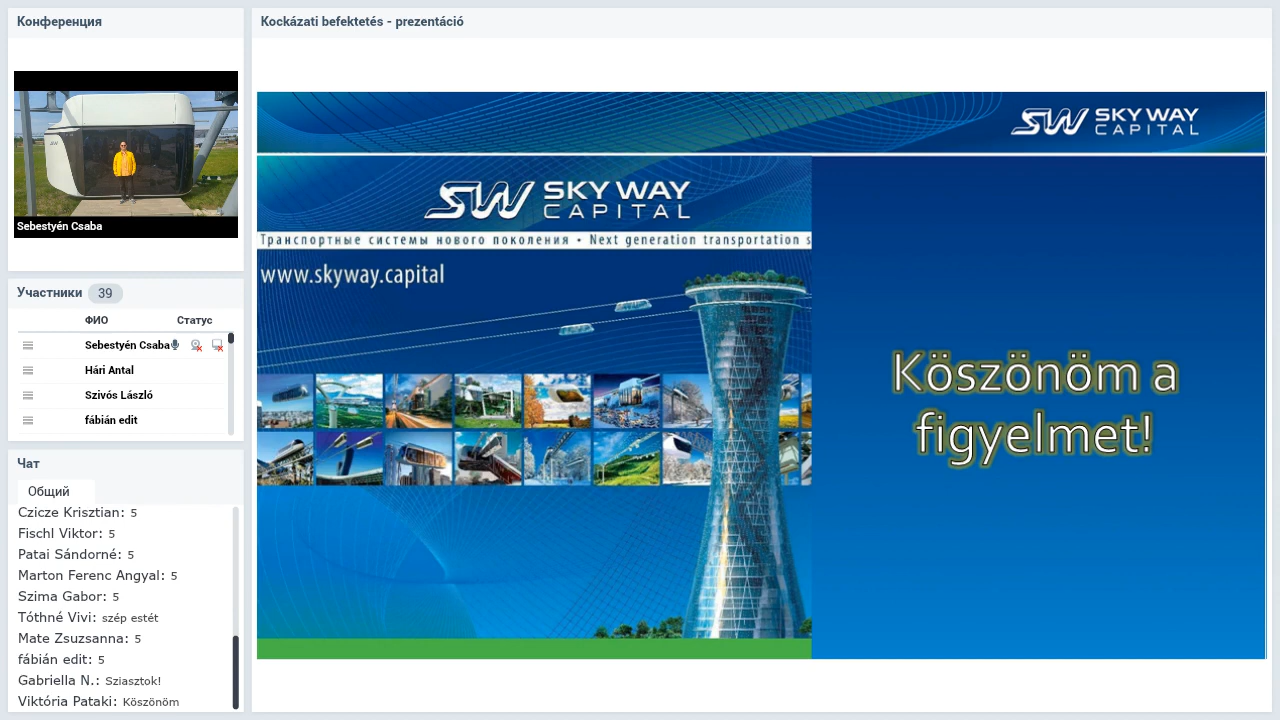 Конференция
Sebestyén Csaba
Участники 39
ФИО Статус
Sebestyén Csaba
Hári Antal
Szivós László
fábián edit
Чат
Общий
Czicze Krisztian: 5
Fischl Viktor: 5
Patai Sándorné: 5
Marton Ferenc Angyal: 5
Szima Gabor: 5
Tóthné Vivi: szép estét
Mate Zsuzsanna: 5
fábián edit: 5
Gabriella N.: Sziasztok!
Viktória Pataki: Köszönöm
Kockázati befektetés - prezentáció
SW SKY WAY
CAPITAL
SW SKY WAY
CAPITAL
Транспортные системы нового поколения • Next generation transportation s
www.skyway.capital
Köszönöm a
figyelmet!